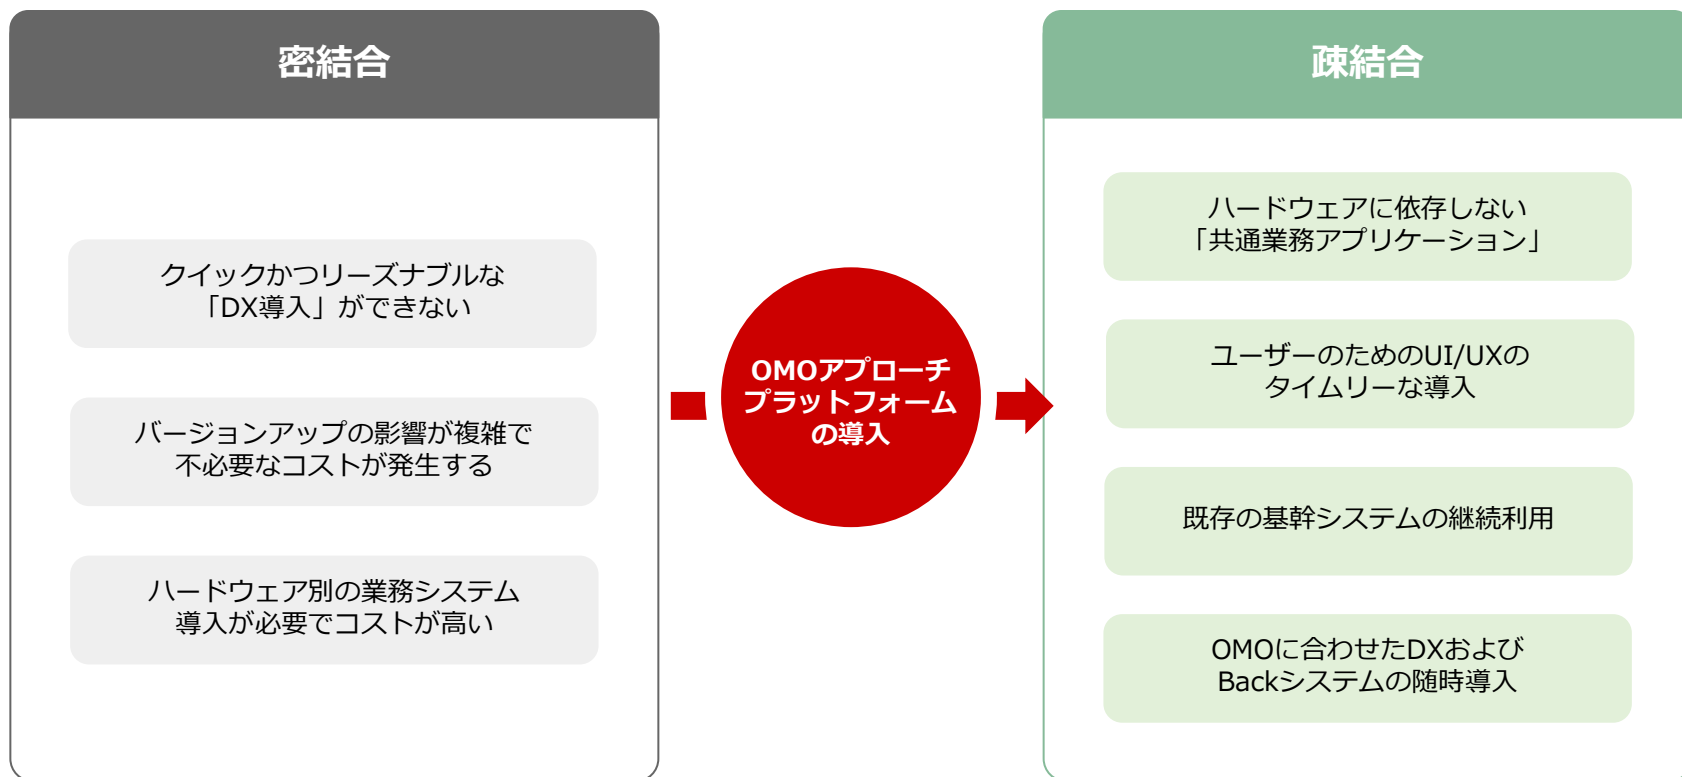 密結合
クイックかつリーズナブルな
「DX導入」ができない
バージョンアップの影響が複雑で
不必要なコストが発生する
ハードウェア別の業務システム
導入が必要でコストが高い
OMOアプローチ
プラットフォーム
の導入
疎結合
ハードウェアに依存しない
「共通業務アプリケーション」
ユーザーのためのUI/UXの
タイムリーな導入
既存の基幹システムの継続利用
OMOに合わせたDXおよび
Backシステムの随時導入